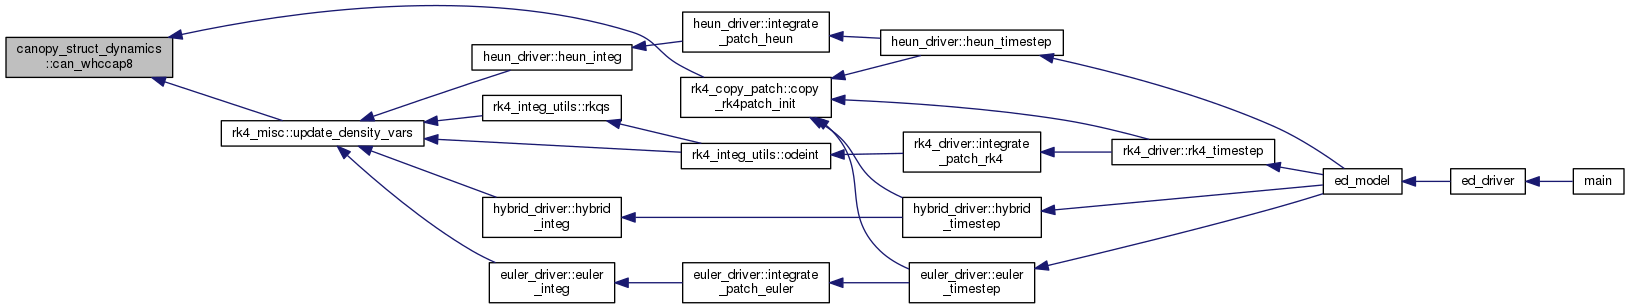 canopy_struct_dynamics
::can_whccap8
rk4_misc::update_density_vars
heun_driver::heun_integ
rk4_integ_utils::rkqs
hybrid_driver::hybrid
_integ
euler_driver::euler
_integ
heun_driver::integrate
_patch_heun
rk4_copy_patch::copy
_rk4patch_init
rk4_integ_utils::odeint
euler_driver::integrate
_patch_euler
heun_driver::heun_timestep
rk4_driver::integrate
_patch_rk4
hybrid_driver::hybrid
_timestep
euler_driver::euler
_timestep
rk4_driver::rk4_timestep
ed_model
ed_driver
main